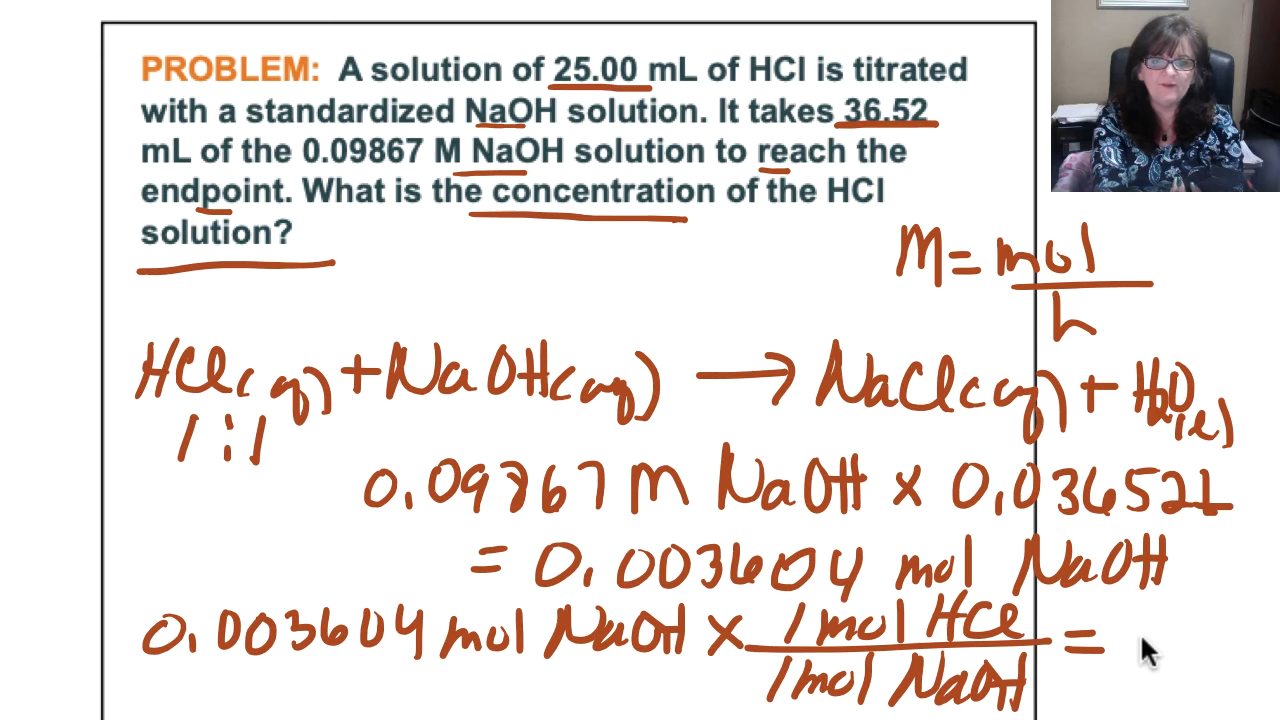 PROBLEM: A solution of 25.00 mL of HCl is titrated
with a standardized NaOH solution. It takes 36.52
mL of the 0.09867 M NaOH solution to reach the
endpoint. What is the concentration of the HCl
solution?
M = mol
L
HCl(aq) + NaOH(aq) → NaCl(aq) + H2O(l)
1 : 1
0.09867 M NaOH × 0.03652 L
= 0.003604 mol NaOH
0.003604 mol NaOH × 1 mol HCl =
1 mol NaOH